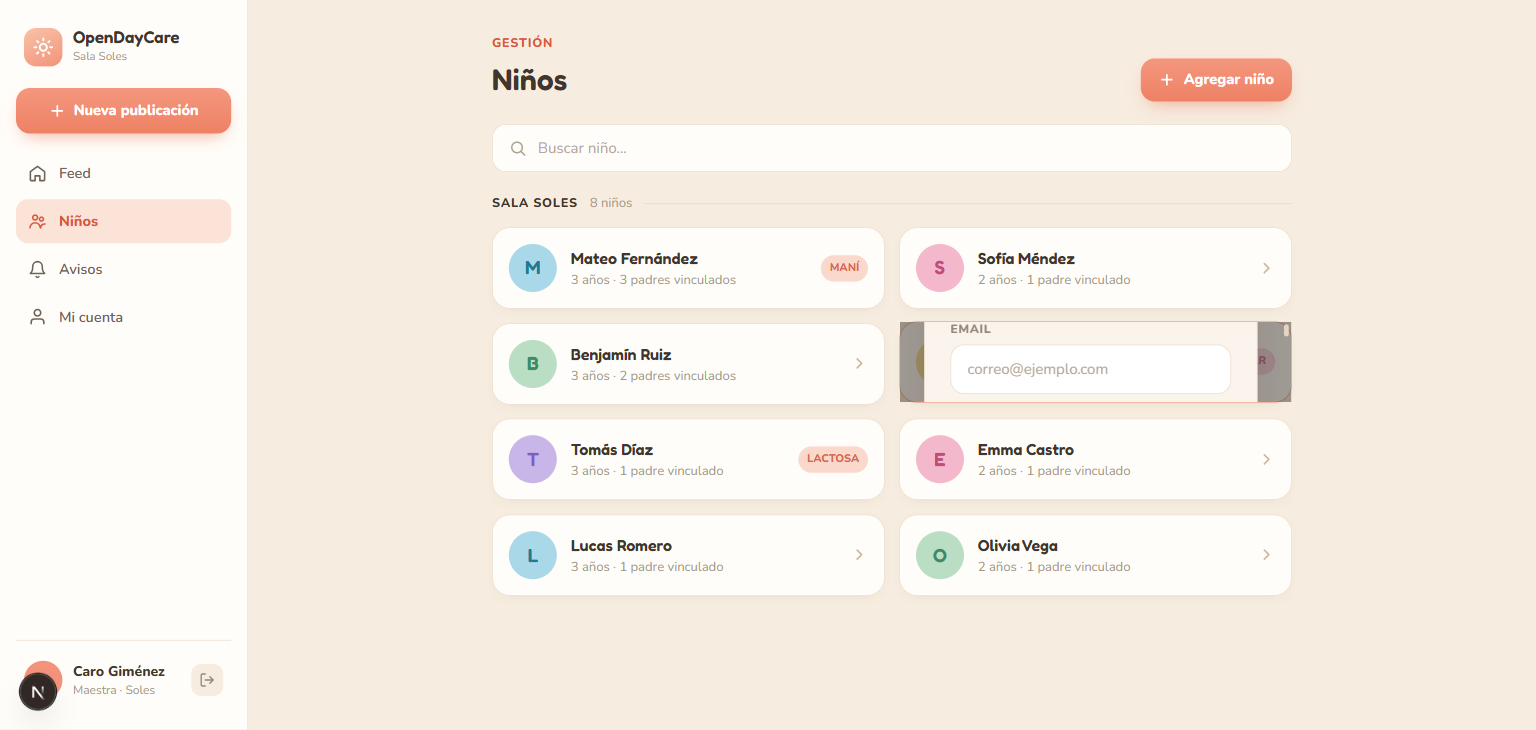 OpenDayCare
Sala Soles
Nueva publicación
Feed
Niños
Avisos
Mi cuenta
Caro Giménez
Maestra · Soles
N
GESTIÓN
Niños
Agregar niño
Buscar niño...
SALA SOLES 8 niños
M
Mateo Fernández
3 años · 3 padres vinculados
MANÍ
S
Sofía Méndez
2 años · 1 padre vinculado
B
Benjamín Ruiz
3 años · 2 padres vinculados
EMAIL
correo@ejemplo.com
R
T
Tomás Díaz
3 años · 1 padre vinculado
LACTOSA
E
Emma Castro
2 años · 1 padre vinculado
L
Lucas Romero
3 años · 1 padre vinculado
O
Olivia Vega
2 años · 1 padre vinculado